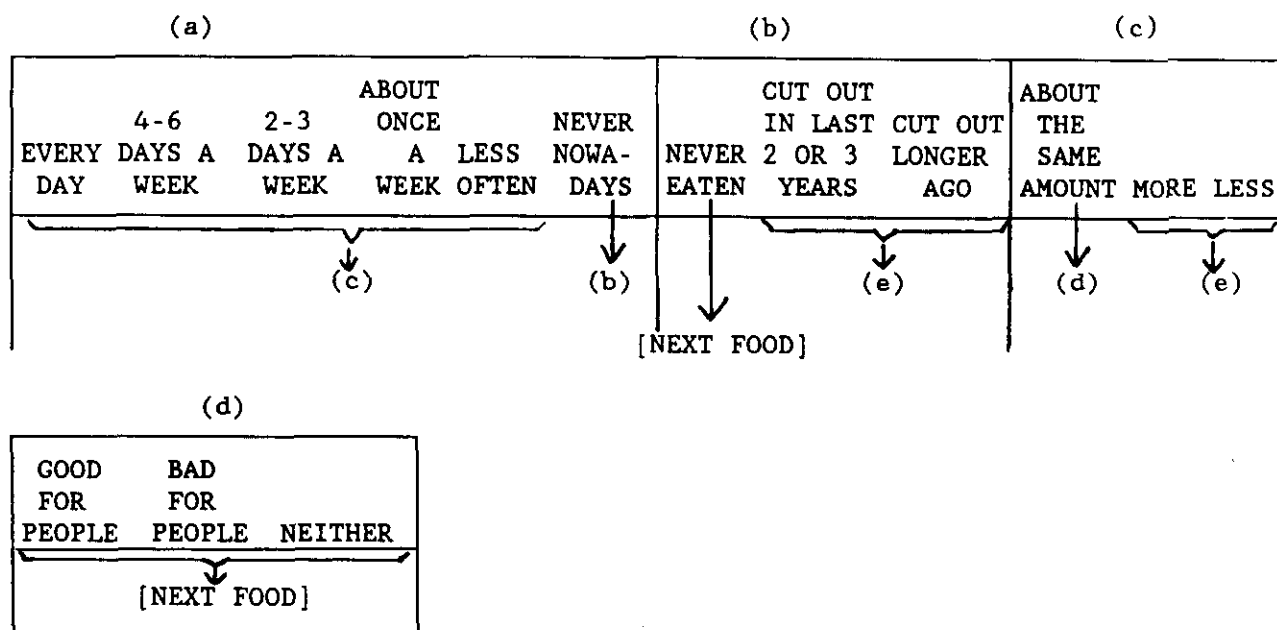 (a) (b) (c)
ABOUT CUT OUT ABOUT
4-6 2-3 ONCE NEVER IN LAST CUT OUT THE
EVERY DAYS A DAYS A A LESS NOWA- NEVER 2 OR 3 LONGER SAME
DAY WEEK WEEK WEEK OFTEN DAYS EATEN YEARS AGO AMOUNT MORE LESS
(c) (b) (e) (d) (e)
[NEXT FOOD]
(d)
GOOD BAD
FOR FOR
PEOPLE PEOPLE NEITHER
[NEXT FOOD]